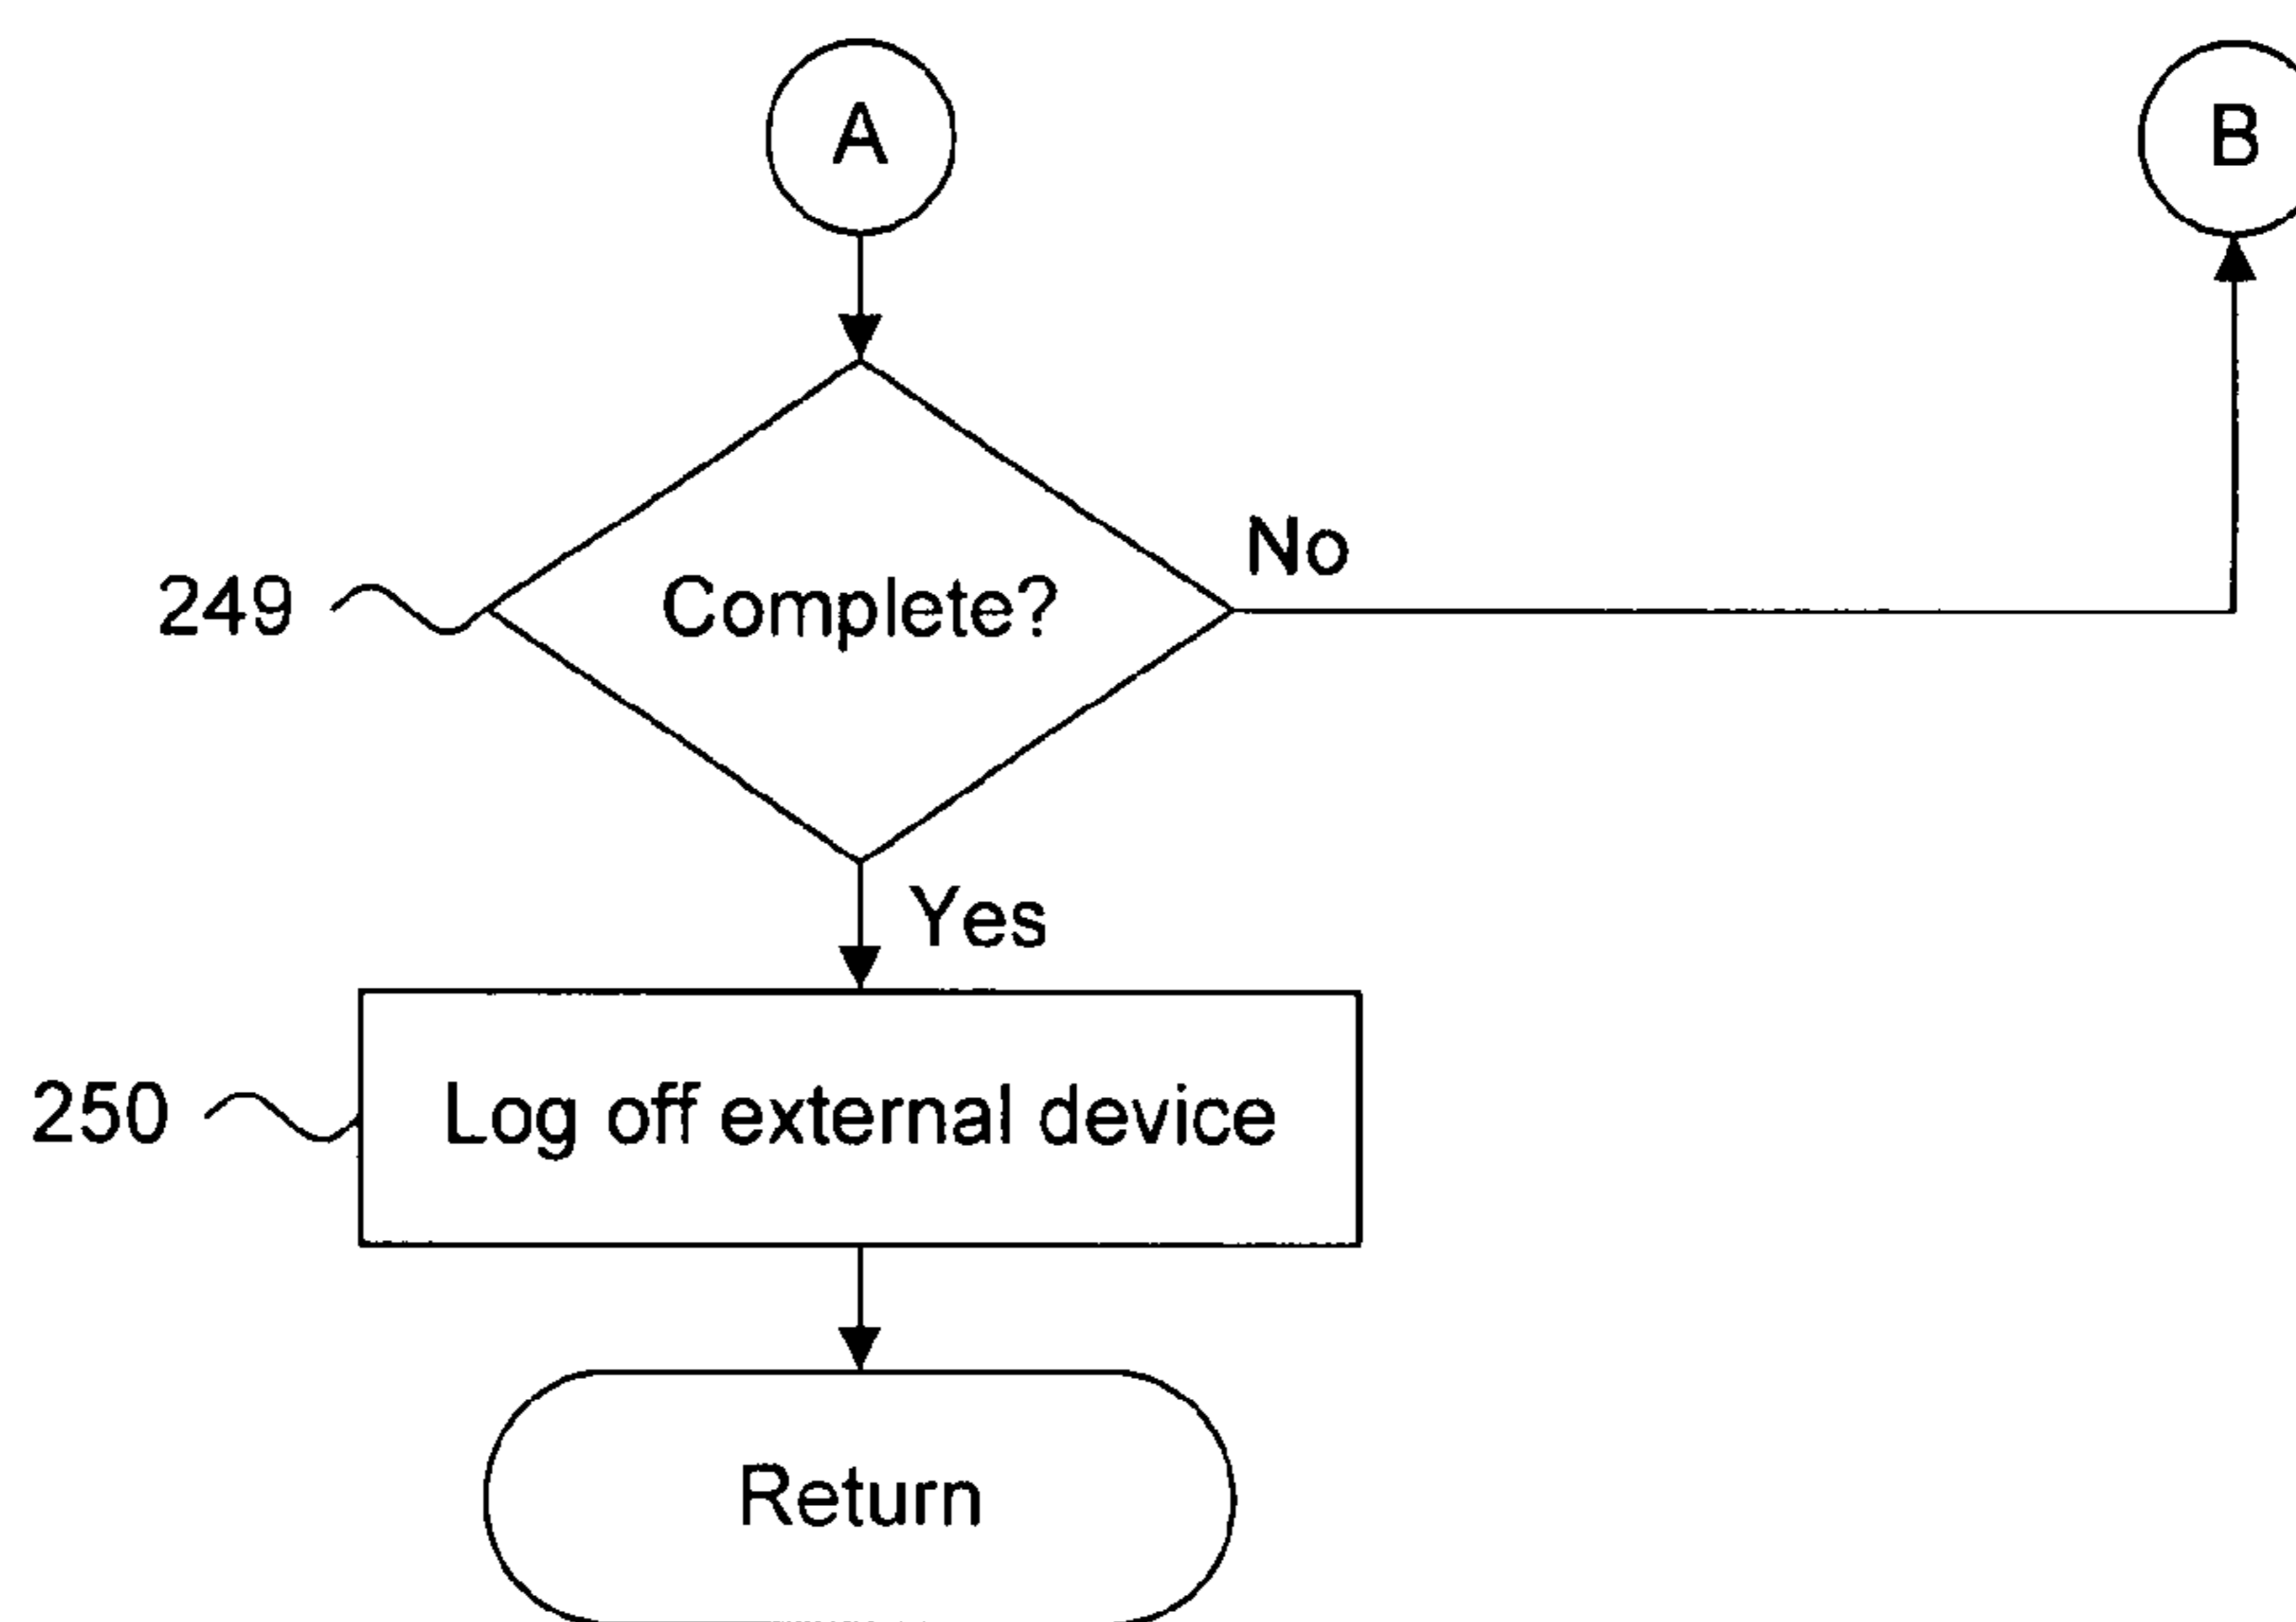 A
B
No
249
Complete?
Yes
250
Log off external device
Return